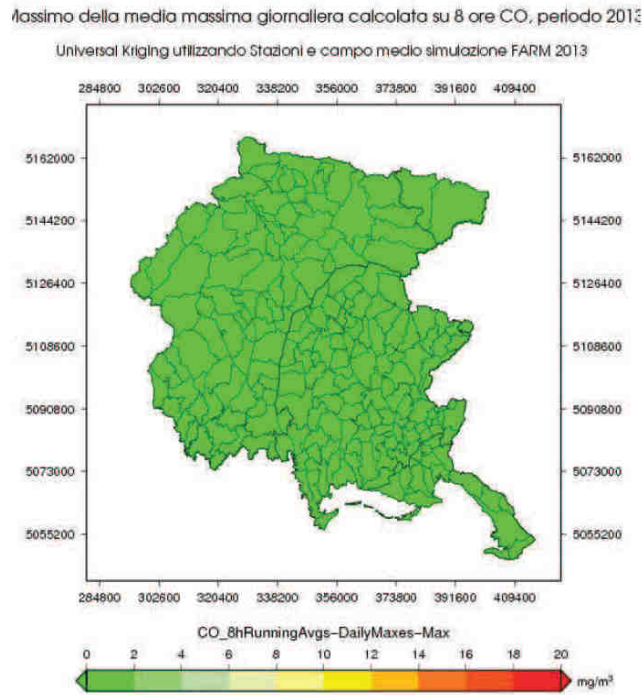 Massimo della media massima giornaliera calcolata su 8 ore CO, periodo 2013
Universal Kriging utilizzando Stazioni e campo medio simulazione FARM 2013
284800 302600 320400 338200 356000 373800 391600 409400
5162000 5162000
5144200 5144200
5126400 5126400
5108600 5108600
5090800 5090800
5073000 5073000
5055200 5055200
284800 302600 320400 338200 356000 373800 391600 409400
CO_8hRunningAvgs-DailyMaxes-Max
0 2 4 6 8 10 12 14 16 18 20
mg/m³